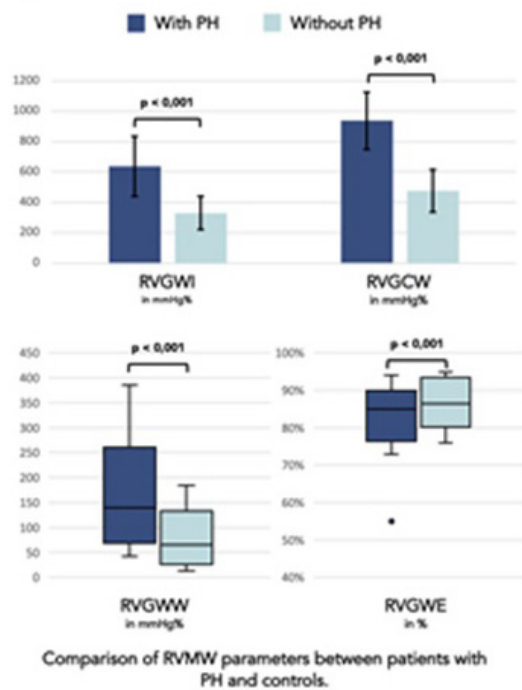 With PH Without PH
p < 0,001
p < 0,001
1200
1000
800
600
400
200
0
RVGWI
in mmHg%
RVGCW
in mmHg%
p < 0,001
450
400
350
300
250
200
150
100
50
0
RVGWW
in mmHg%
p < 0,001
100%
90%
80%
70%
60%
50%
40%
RVGWE
in %
Comparison of RVMW parameters between patients with
PH and controls.